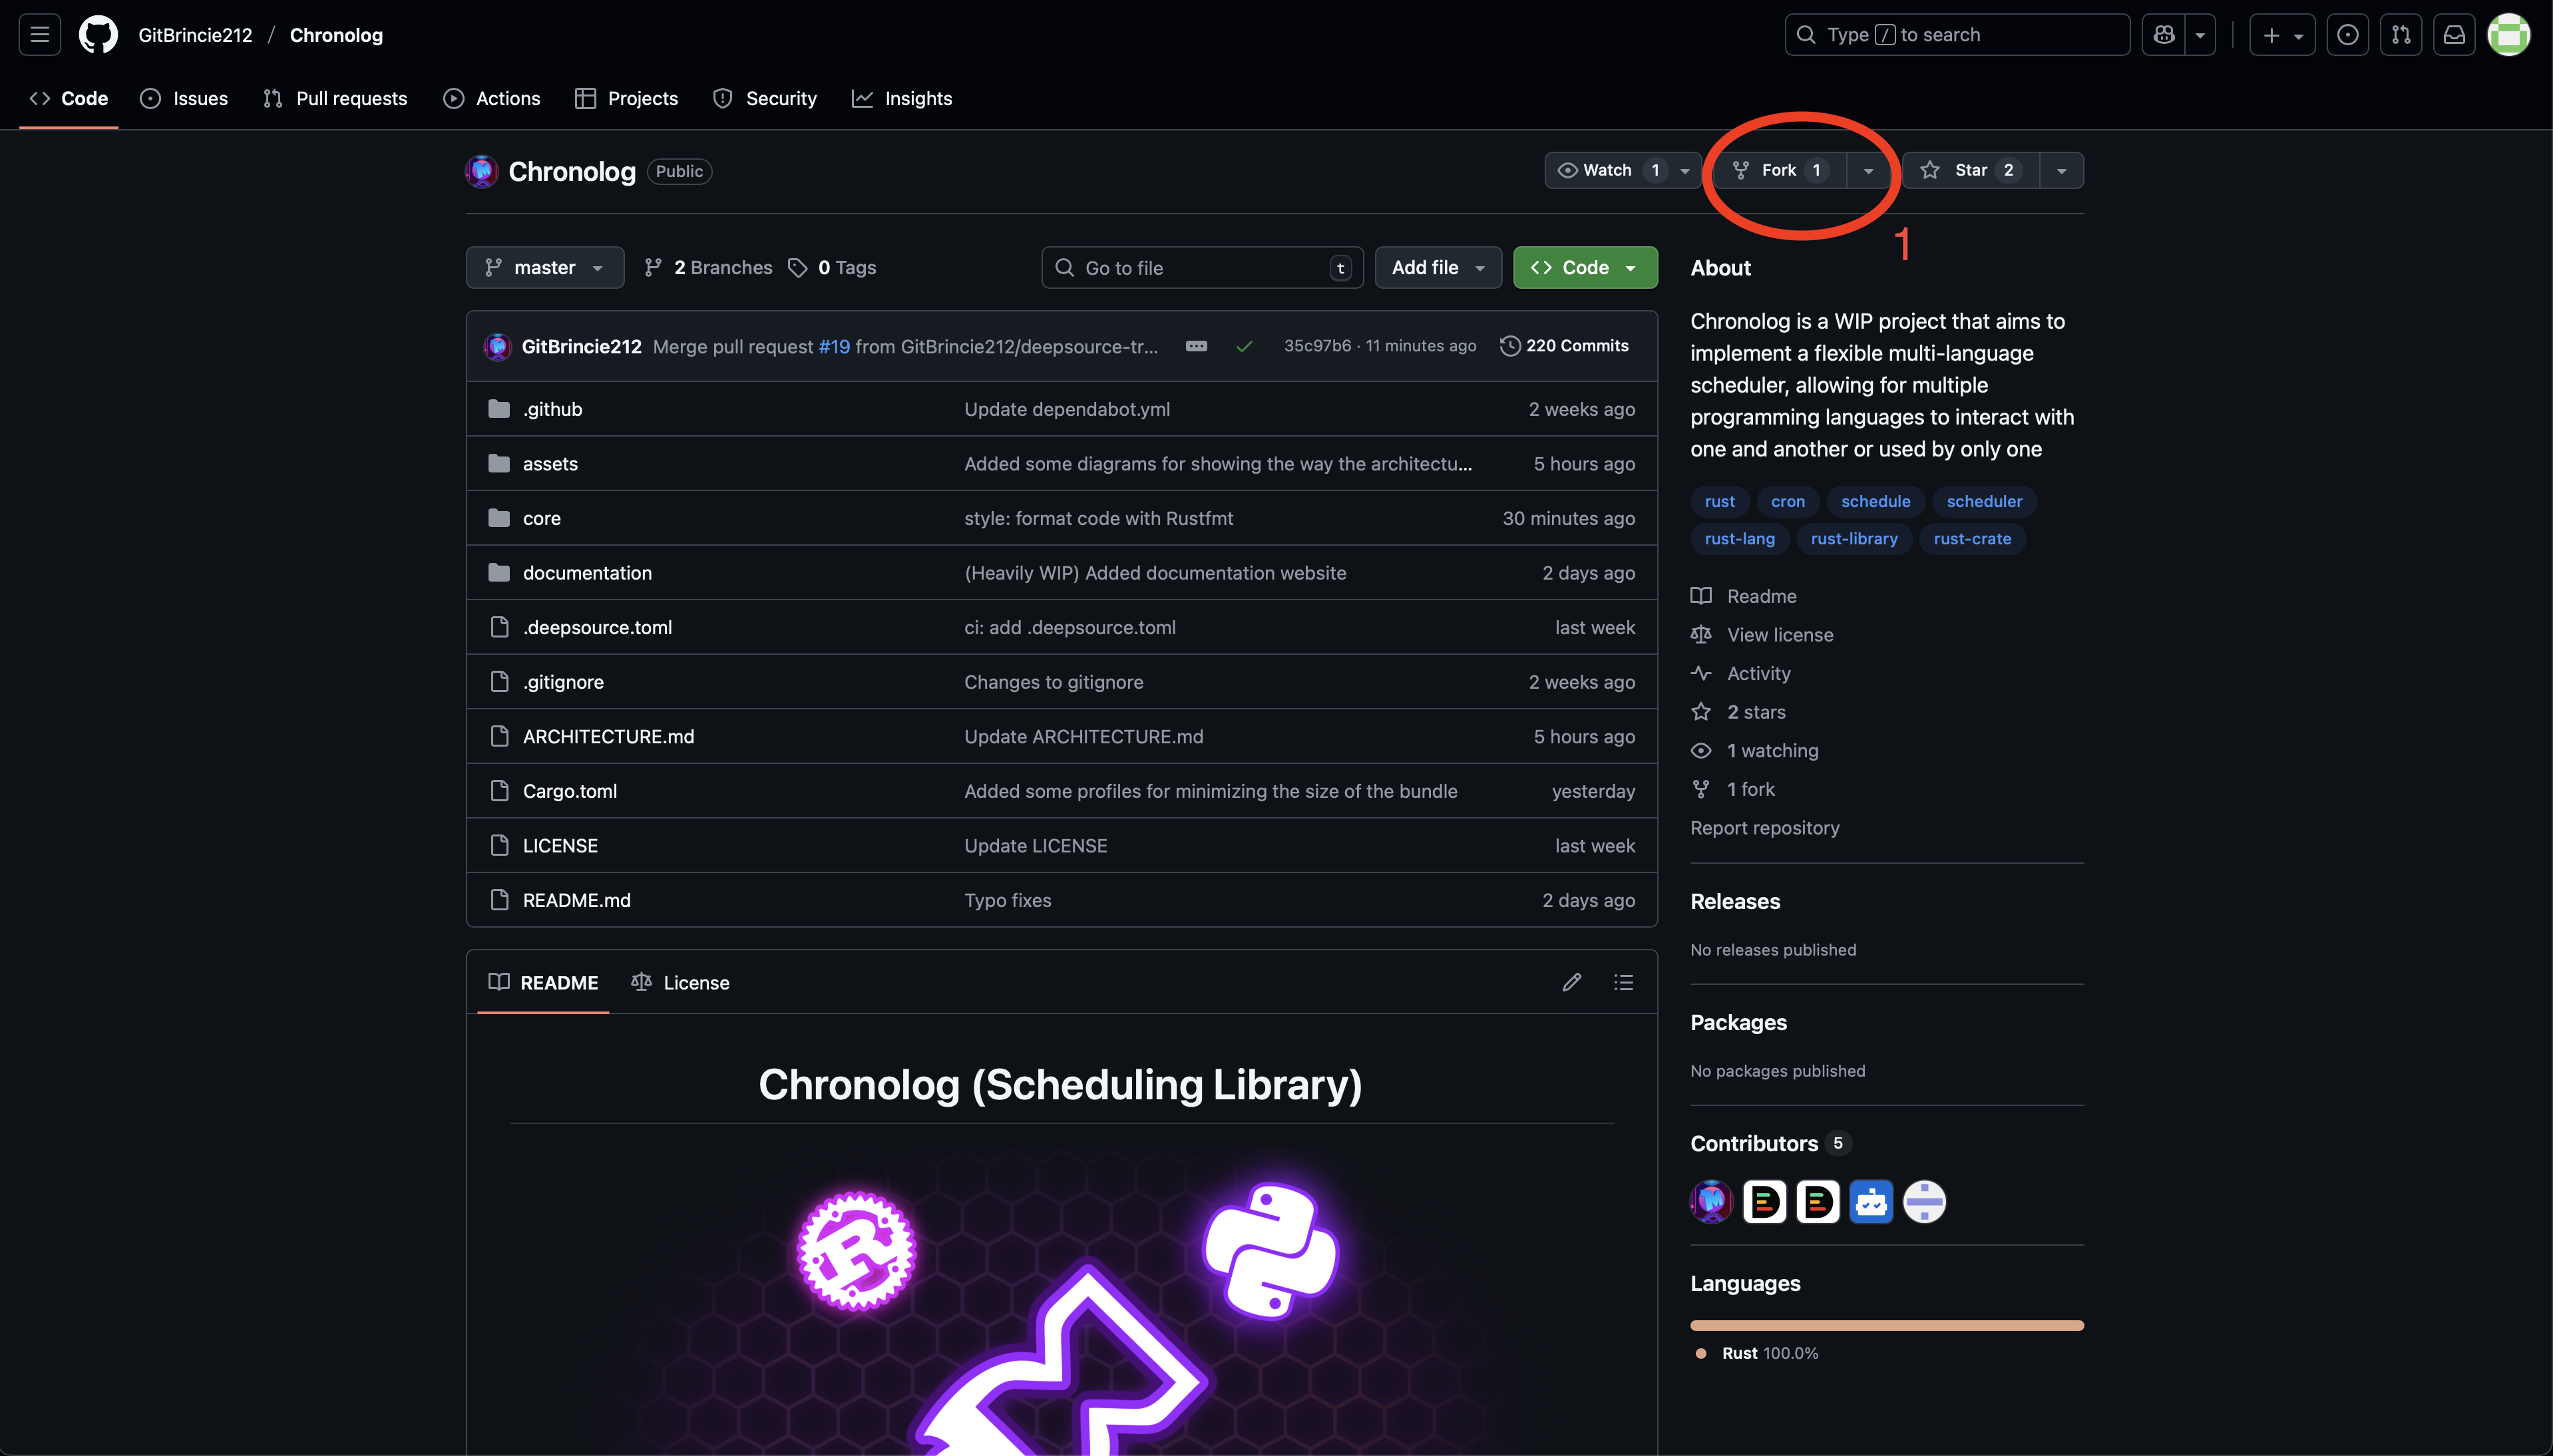 GitBrincie212 / Chronolog
Type / to search
Code
Issues
Pull requests
Actions
Projects
Security
Insights
Chronolog Public
Watch 1
Fork 1
Star 2
1
master
2 Branches
0 Tags
Go to file t
Add file
Code
GitBrincie212 Merge pull request #19 from GitBrincie212/deepsource-tr... 35c97b6 · 11 minutes ago 220 Commits
.github Update dependabot.yml 2 weeks ago
assets Added some diagrams for showing the way the architectu... 5 hours ago
core style: format code with Rustfmt 30 minutes ago
documentation (Heavily WIP) Added documentation website 2 days ago
.deepsource.toml ci: add .deepsource.toml last week
.gitignore Changes to gitignore 2 weeks ago
ARCHITECTURE.md Update ARCHITECTURE.md 5 hours ago
Cargo.toml Added some profiles for minimizing the size of the bundle yesterday
LICENSE Update LICENSE last week
README.md Typo fixes 2 days ago
README
License
Chronolog (Scheduling Library)
R
About
Chronolog is a WIP project that aims to
implement a flexible multi-language
scheduler, allowing for multiple
programming languages to interact with
one and another or used by only one
rust cron schedule scheduler
rust-lang rust-library rust-crate
Readme
View license
Activity
2 stars
1 watching
1 fork
Report repository
Releases
No releases published
Packages
No packages published
Contributors 5
Languages
Rust 100.0%